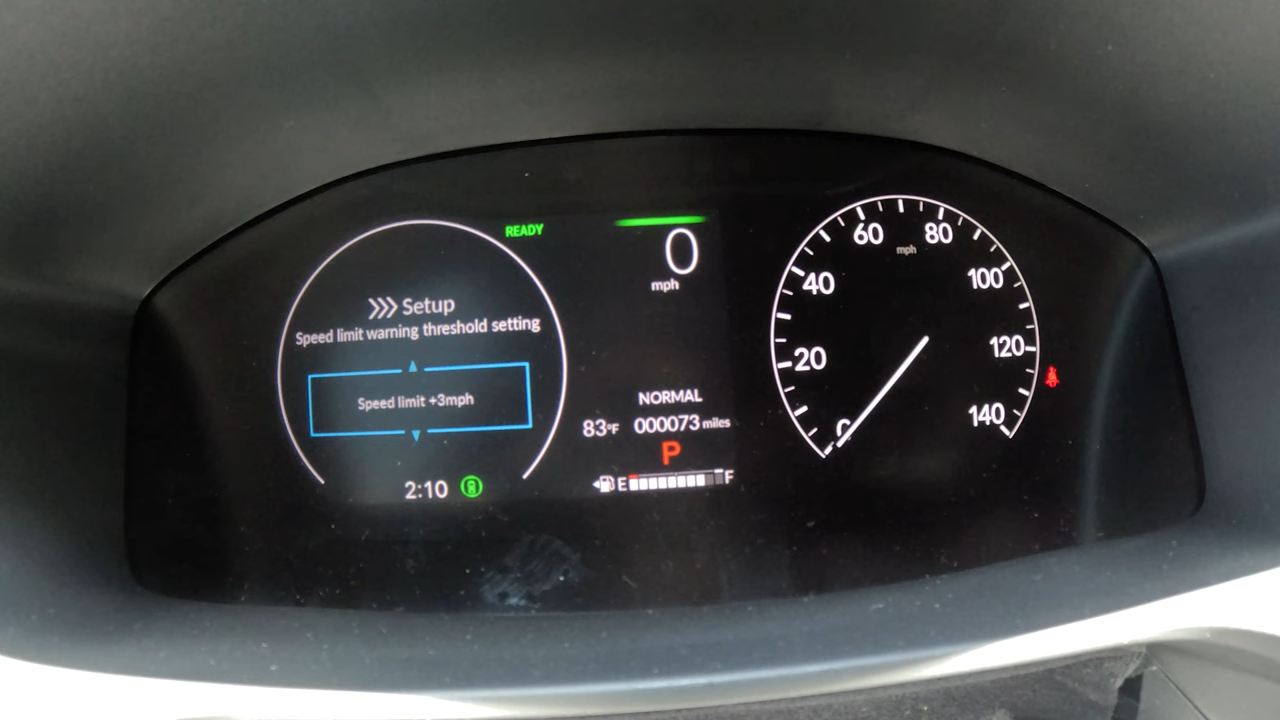 READY
Setup
Speed limit warning threshold setting
Speed limit +3mph
2:10
0
mph
NORMAL
83°F 000073 miles
P
E F
0
20
40
60
80
100
120
140
mph